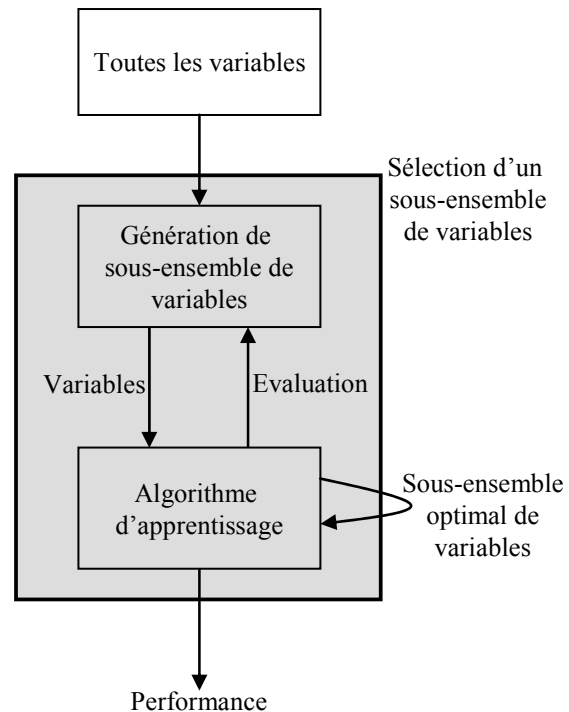 Toutes les variables
Sélection d’un
sous-ensemble
de variables
Génération de
sous-ensemble de
variables
Variables
Evaluation
Algorithme
d’apprentissage
Sous-ensemble
optimal de
variables
Performance